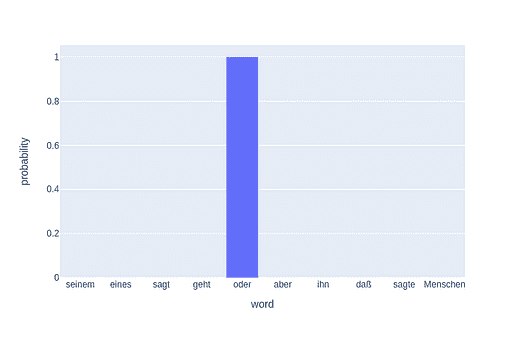 1
0.8
0.6
0.4
0.2
0
probability
seinem eines sagt geht oder aber ihn daß sagte Menschen
word